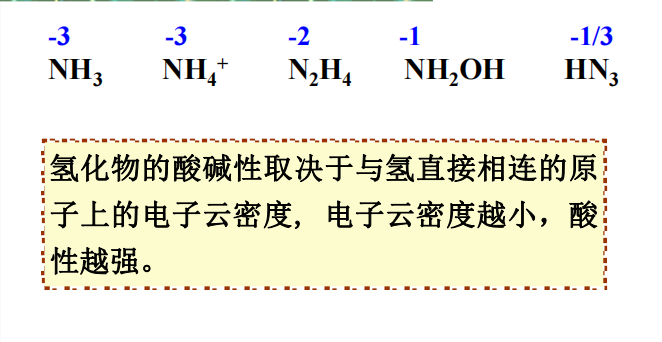 -3 -3 -2 -1 -1/3
NH₃ NH₄⁺ N₂H₄ NH₂OH HN₃
氢化物的酸碱性取决于与氢直接相连的原
子上的电子云密度, 电子云密度越小，酸
性越强。